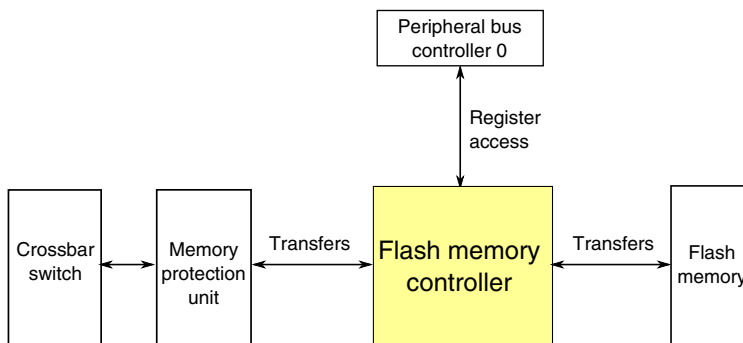 Peripheral bus
controller 0
Register
access
Crossbar
switch
Memory
protection
unit
Transfers
Flash memory
controller
Transfers
Flash
memory